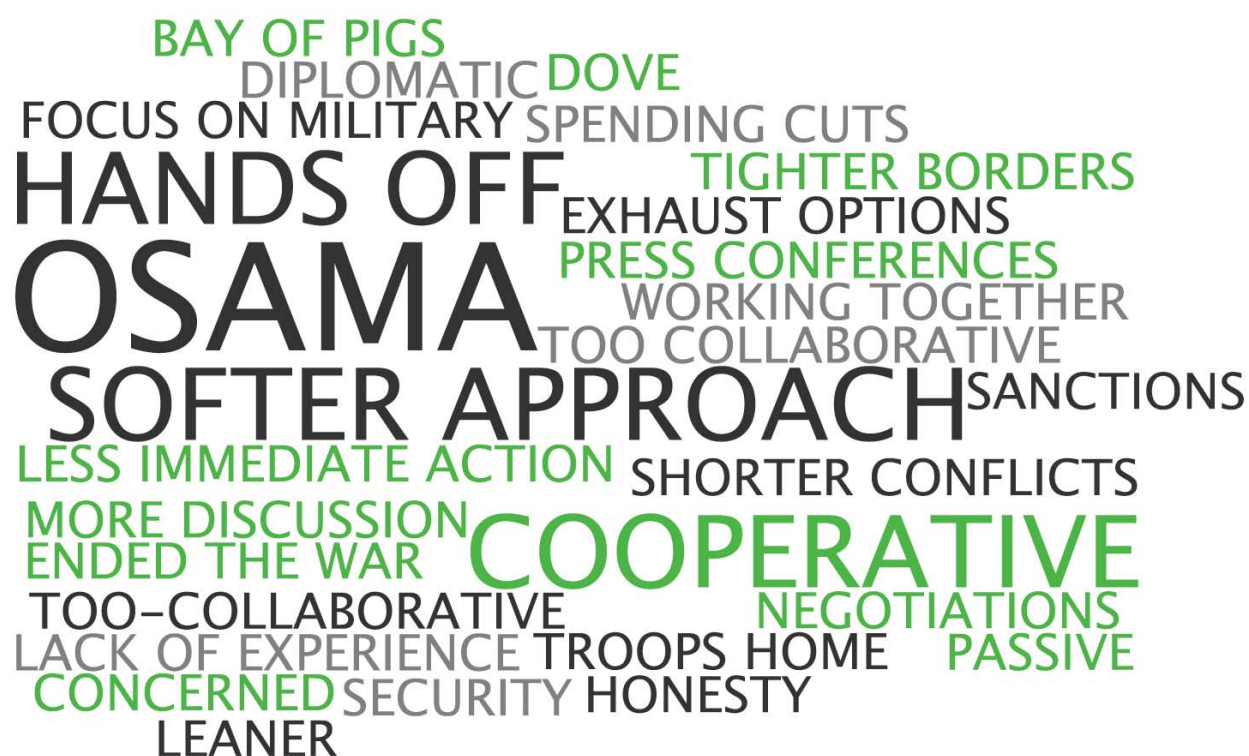 BAY OF PIGS
DIPLOMATIC
DOVE
FOCUS ON MILITARY
SPENDING CUTS
HANDS OFF
TIGHTER BORDERS
EXHAUST OPTIONS
OSAMA
PRESS CONFERENCES
WORKING TOGETHER
TOO COLLABORATIVE
SOFTER APPROACH
SANCTIONS
LESS IMMEDIATE ACTION
SHORTER CONFLICTS
MORE DISCUSSION
COOPERATIVE
ENDED THE WAR
TOO-COLLABORATIVE
NEGOTIATIONS
LACK OF EXPERIENCE
TROOPS HOME
PASSIVE
CONCERNED
SECURITY
HONESTY
LEANER